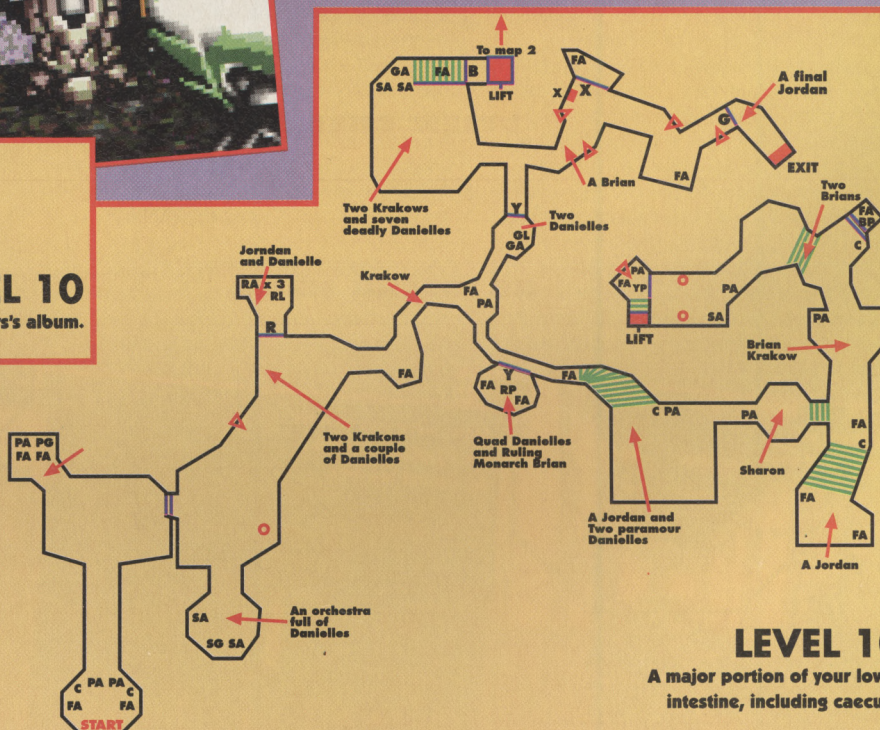 To map 2
GA
FA
B
SA SA
LIFT
FA
X
X
A final
Jordan
G
EXIT
FA
A Brian
Two Krakows
and seven
deadly Danielles
Y
Two
Danielles
GL
GA
Two
Brians
FA
BP
C
PA
FA YP
PA
SA
LIFT
PA
Brian
Krakow
L 10
s's album.
Jorndan
and Danielle
RA x 3
RL
R
Krakow
FA
PA
FA
Y
FA
RP
FA
FA
C PA
PA
FA
C
Sharon
FA
FA
Two Krakons
and a couple
of Danielles
Quad Danielles
and Ruling
Monarch Brian
PA PG
FA FA
A Jordan and
Two paramour
Danielles
A Jordan
SA
SG SA
An orchestra
full of
Danielles
C PA PA C
FA
FA
START
LEVEL 1
A major portion of your low
intestine, including caecu